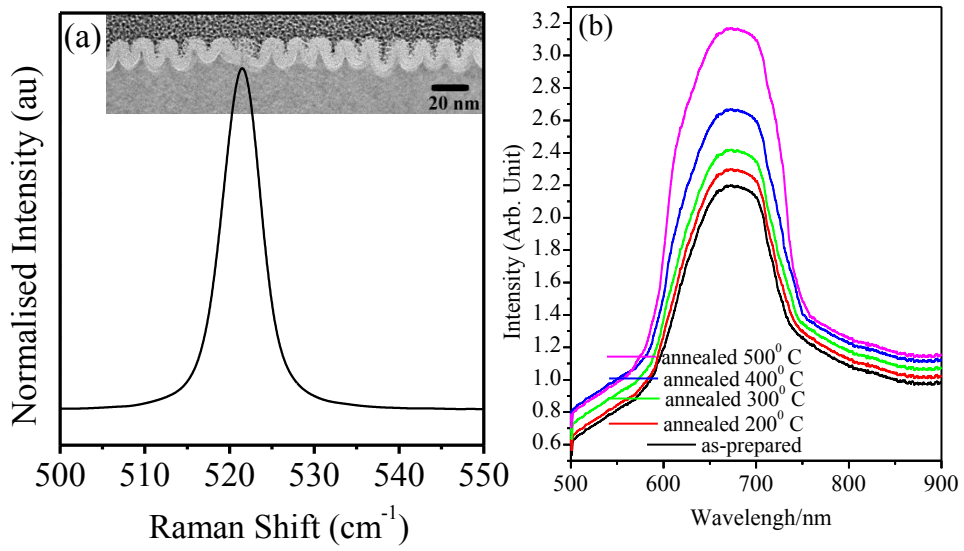 (a)
20 nm
Normalised Intensity (au)
500 510 520 530 540 550
Raman Shift (cm⁻¹)
(b)
3.2
3.0
2.8
2.6
2.4
2.2
2.0
1.8
1.6
1.4
1.2
1.0
0.8
0.6
Intensity (Arb. Unit)
annealed 500⁰ C
annealed 400⁰ C
annealed 300⁰ C
annealed 200⁰ C
as-prepared
500 600 700 800 900
Wavelengh/nm